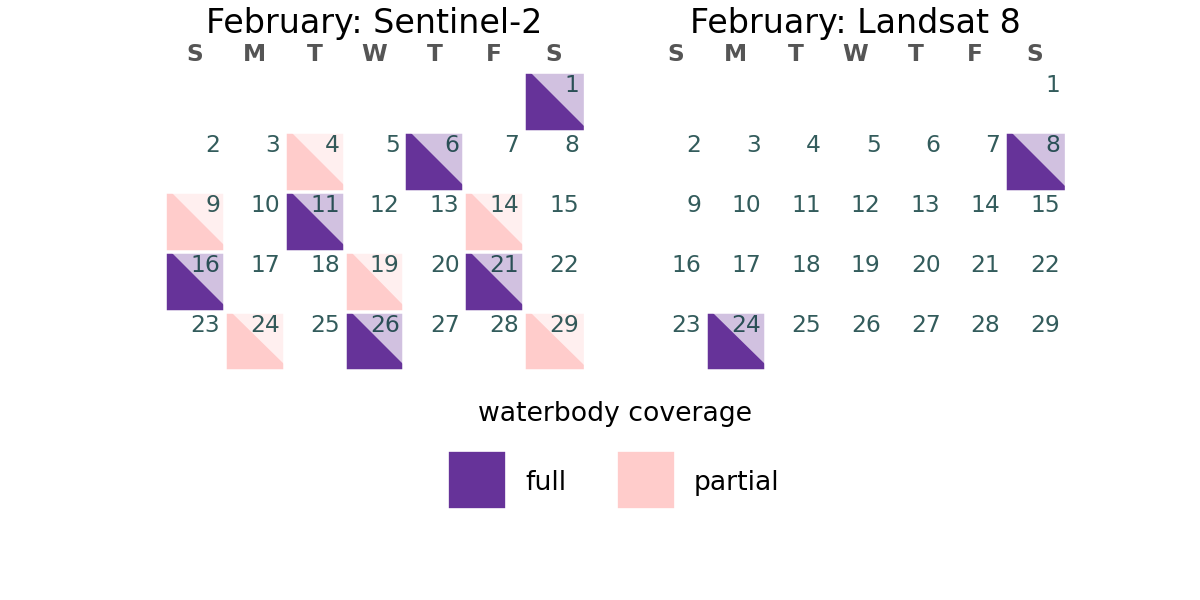 February: Sentinel-2
S M T W T F S
1
2 3 4 5 6 7 8
9 10 11 12 13 14 15
16 17 18 19 20 21 22
23 24 25 26 27 28 29
February: Landsat 8
S M T W T F S
1
2 3 4 5 6 7 8
9 10 11 12 13 14 15
16 17 18 19 20 21 22
23 24 25 26 27 28 29
waterbody coverage
full
partial